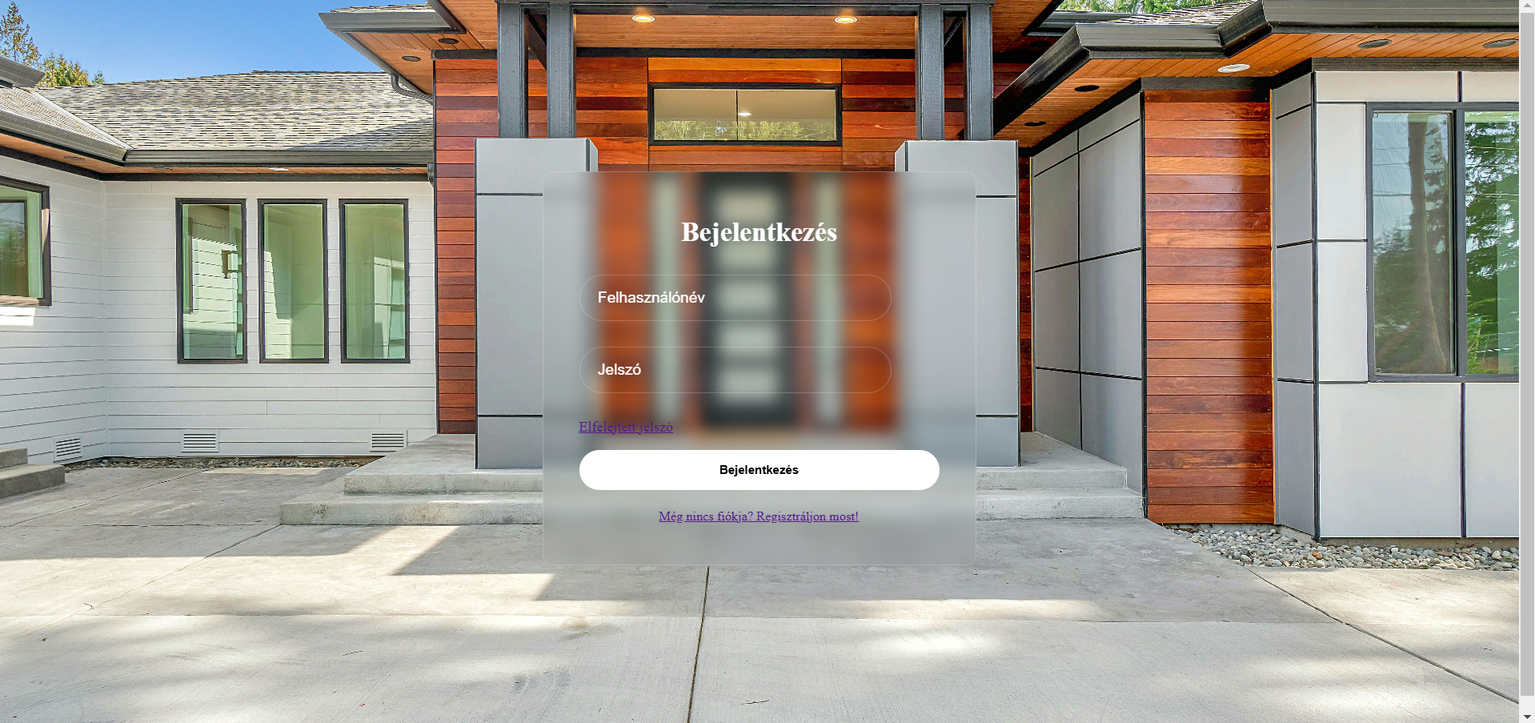 Bejelentkezés
Felhasználónév
Jelszó
Elfelejtett jelszó
Bejelentkezés
Még nincs fiókja? Regisztráljon most!